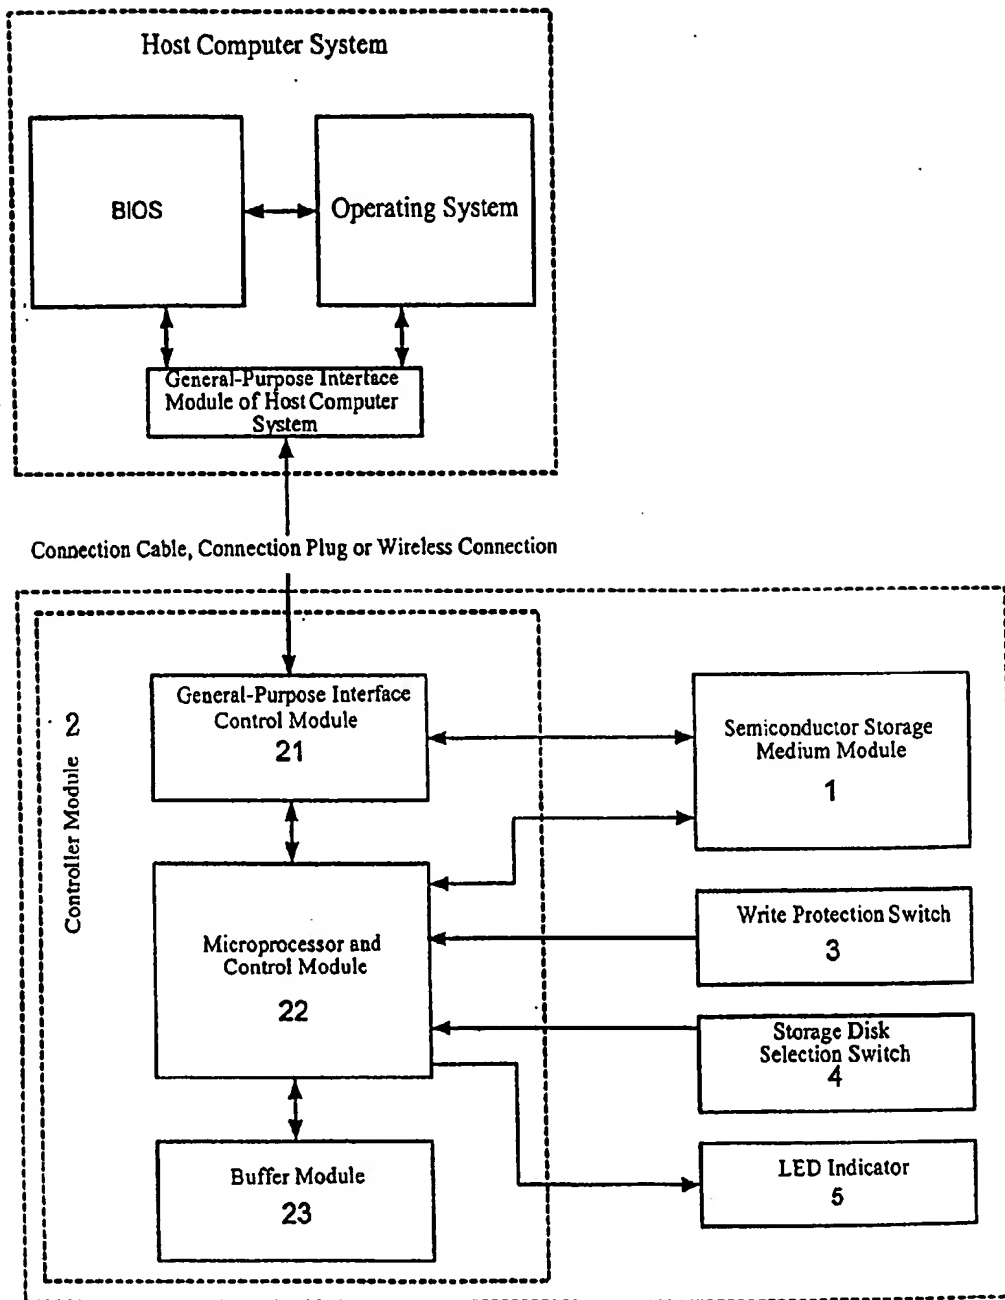 Host Computer System
BIOS
Operating System
General-Purpose Interface
Module of Host Computer
System
Connection Cable, Connection Plug or Wireless Connection
Controller Module 2
General-Purpose Interface
Control Module
21
Semiconductor Storage
Medium Module
1
Microprocessor and
Control Module
22
Write Protection Switch
3
Storage Disk
Selection Switch
4
Buffer Module
23
LED Indicator
5